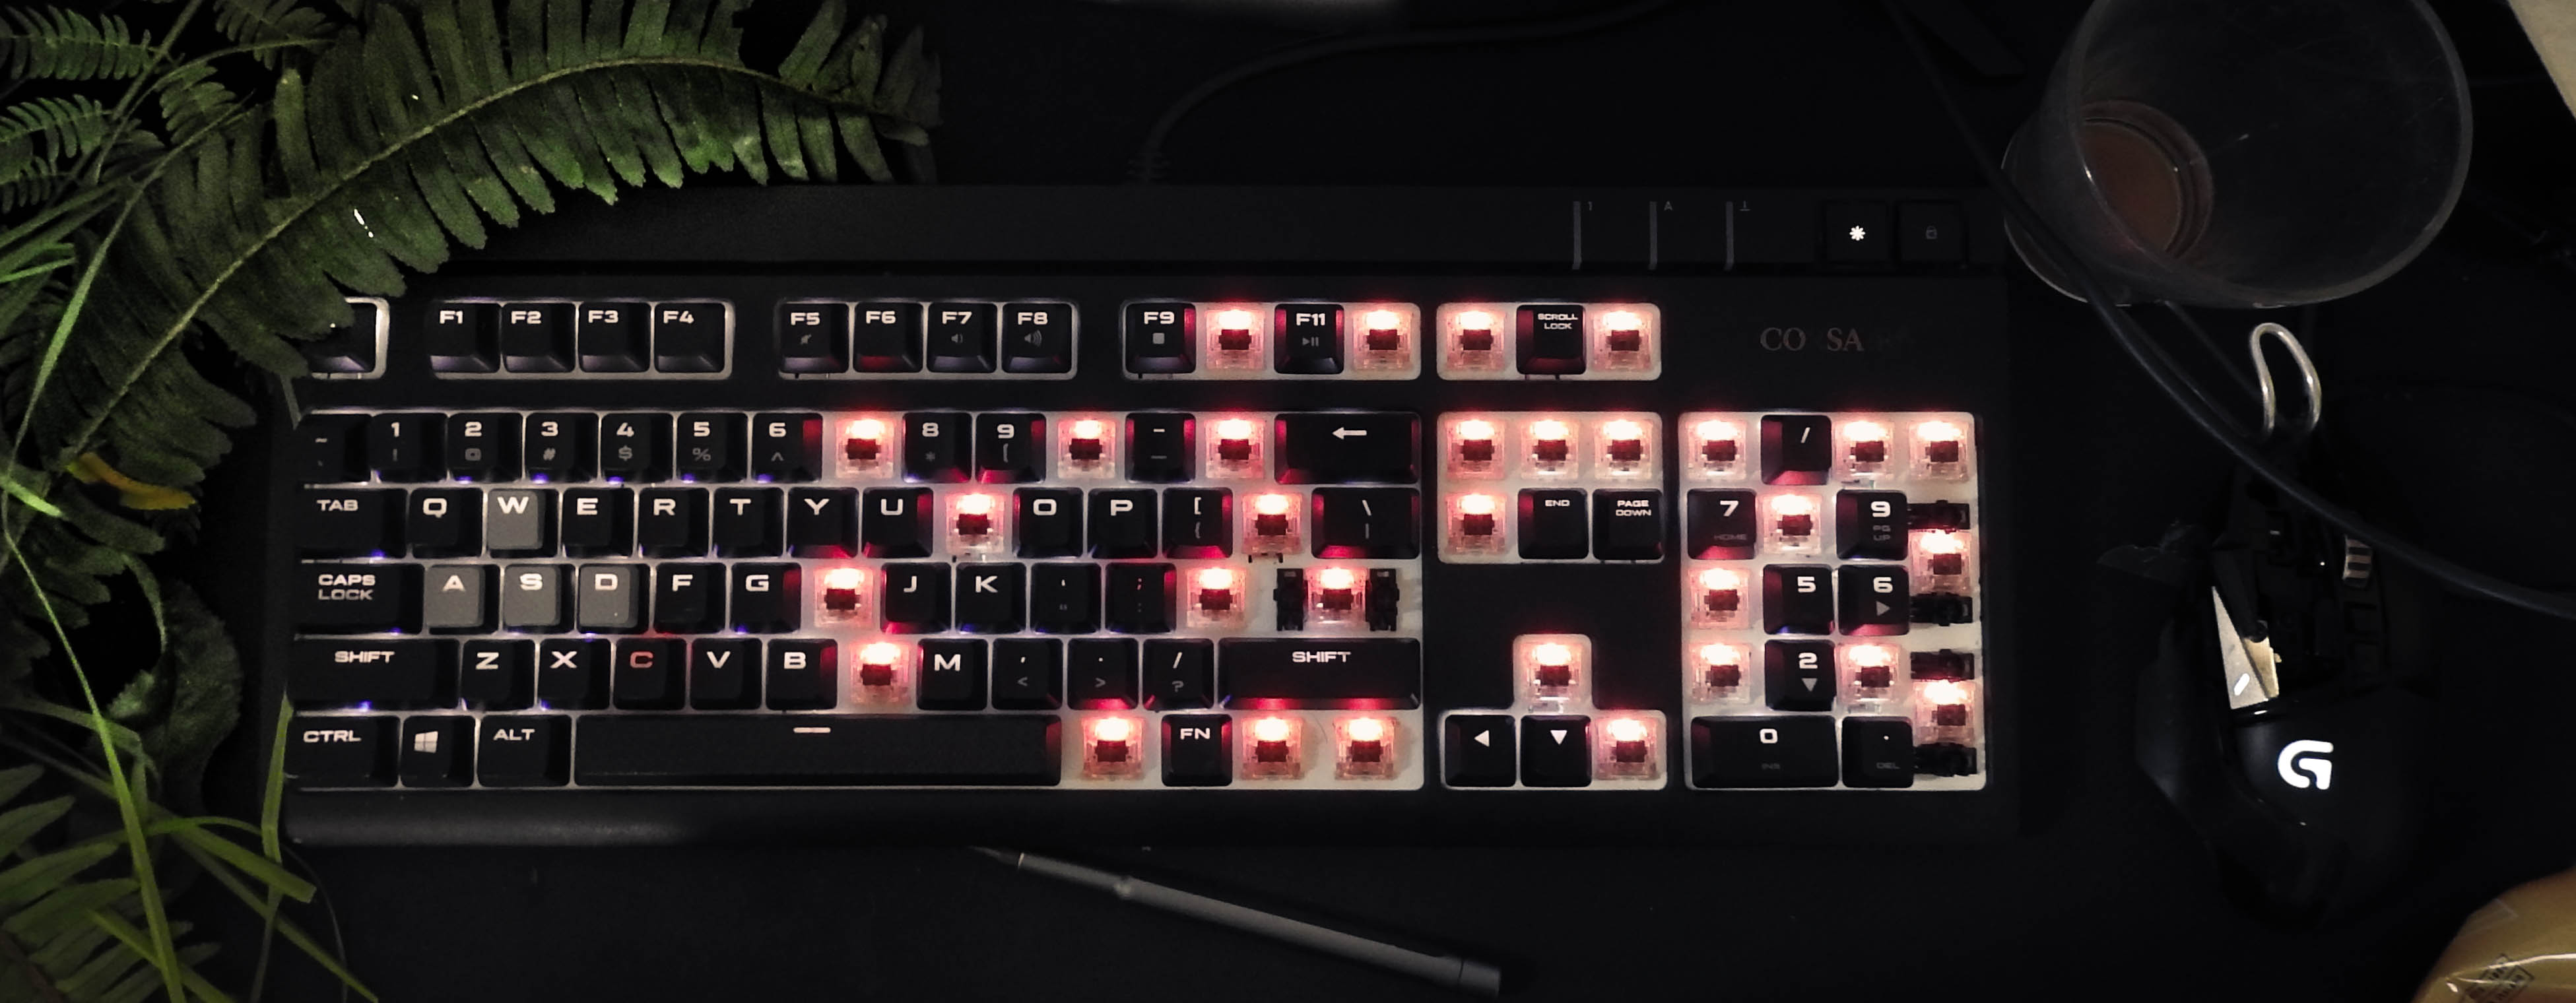 1 A
CO SA
F1 F2 F3 F4 F5 F6 F7 F8 F9 F11 SCROLL LOCK
~ 1 2 3 4 5 6 8 9 - ← /
` ! @ # $ % ^ * ( _
TAB Q W E R T Y U O P [ \ END PAGE DOWN 7 9
{ | HOME PG UP
CAPS LOCK A S D F G J K ' ; 5 6
" : ▶
SHIFT Z X C V B M , . / SHIFT 2
< > ? ▼
CTRL ALT FN ◀ ▼ 0 .
INS DEL
G